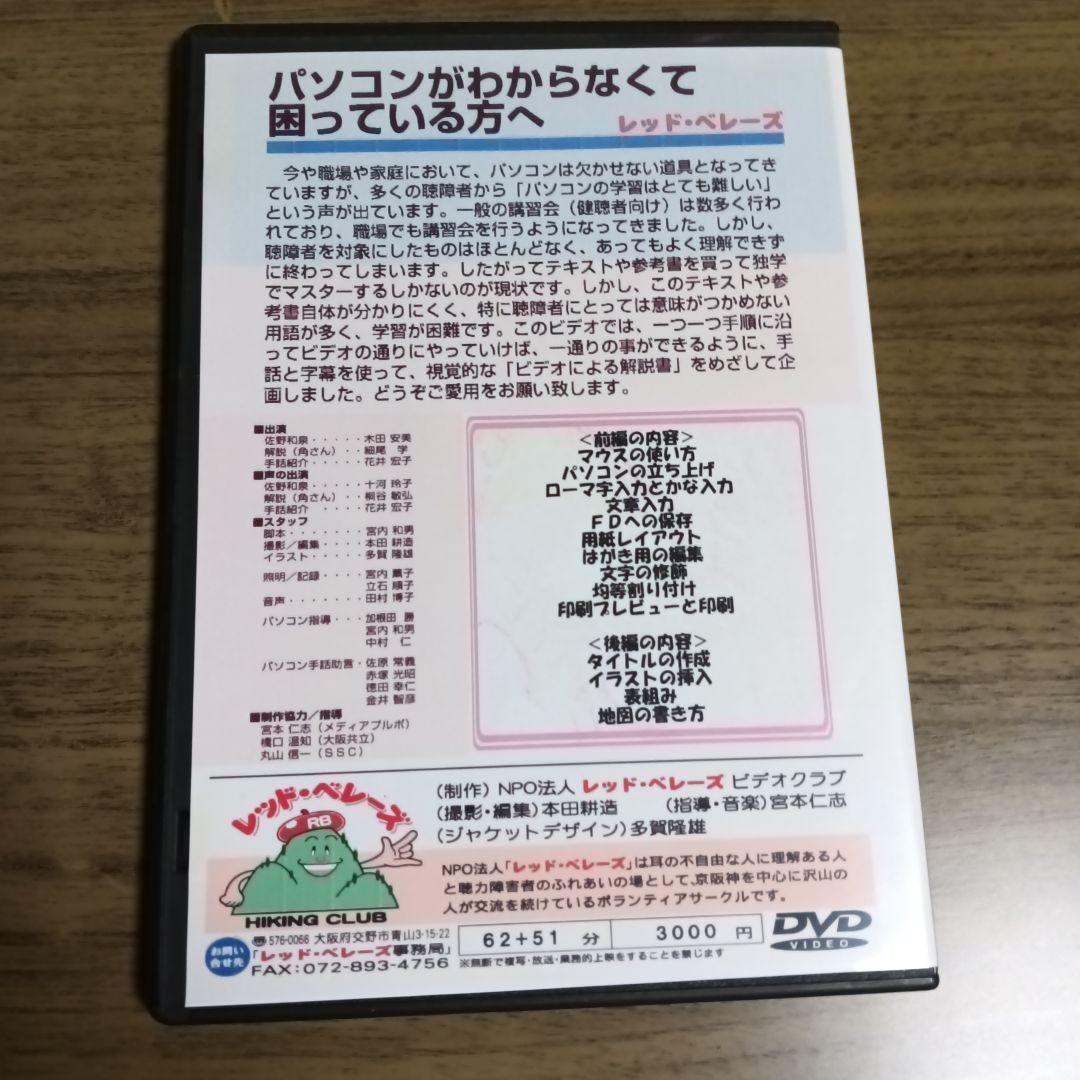 パソコンがわからなくて
困っている方へ
レッド・ベレーズ
今や職場や家庭において、パソコンは欠かせない道具となってき
ていますが、多くの聴障者から「パソコンの学習はとても難しい」
という声が出ています。一般の講習会（健聴者向け）は数多く行わ
れており、職場でも講習会を行うようになってきました。しかし、
聴障者を対象にしたものはほとんどなく、あってもよく理解できず
に終わってしまいます。したがってテキストや参考書を買って独学
でマスターするしかないのが現状です。しかし、このテキストや参
考書自体が分かりにくく、特に聴障者にとっては意味がつかめない
用語が多く、学習が困難です。このビデオでは、一つ一つ手順に沿
ってビデオの通りにやっていけば、一通りの事ができるように、手
話と字幕を使って、視覚的な「ビデオによる解説書」をめざして企
画しました。どうぞご愛用をお願い致します。
■出演
佐野和泉・・・・・木田 安美
解説（角さん）・・細尾 学
手話紹介・・・・・花井 宏子
■声の出演
佐野和泉・・・・・十河 玲子
解説（角さん）・・桐谷 敏弘
手話紹介・・・・・花井 宏子
■スタッフ
脚本・・・・・・・宮内 和男
撮影／編集・・・・本田 耕造
イラスト・・・・・多賀 隆雄
照明／記録・・・・宮内 薫子
立石 順子
音声・・・・・・・田村 博子
パソコン指導・・・加根田 勝
宮内 和男
中村 仁
パソコン手話助言・佐原 常義
赤塚 光昭
徳田 幸仁
金井 智彦
■制作協力／指導
宮本 仁志（メディアプルポ）
橋口 温知（大阪共立）
丸山 信一（ＳＳＣ）
＜前編の内容＞
マウスの使い方
パソコンの立ち上げ
ローマ字入力とかな入力
文章入力
ＦＤへの保存
用紙レイアウト
はがき用の編集
文字の修飾
均等割り付け
印刷プレビューと印刷
＜後編の内容＞
タイトルの作成
イラストの挿入
表組み
地図の書き方
レッド・ベレーズ
RB
HIKING CLUB
（制作）NPO法人 レッド・ベレーズ ビデオクラブ
（撮影・編集）本田耕造 （指導・音楽）宮本仁志
（ジャケットデザイン）多賀隆雄
NPO法人「レッド・ベレーズ」は耳の不自由な人に理解ある人
と聴力障害者のふれあいの場として、京阪神を中心に沢山の
人が交流を続けているボランティアサークルです。
お問い
合せ先
☎576-0066 大阪府交野市青山3-15-22
「レッド・ベレーズ事務局」
FAX：072-893-4756
62+51 分
3000 円
※無断で複写・放送・業務的上映をすることを禁じます
DVD
VIDEO